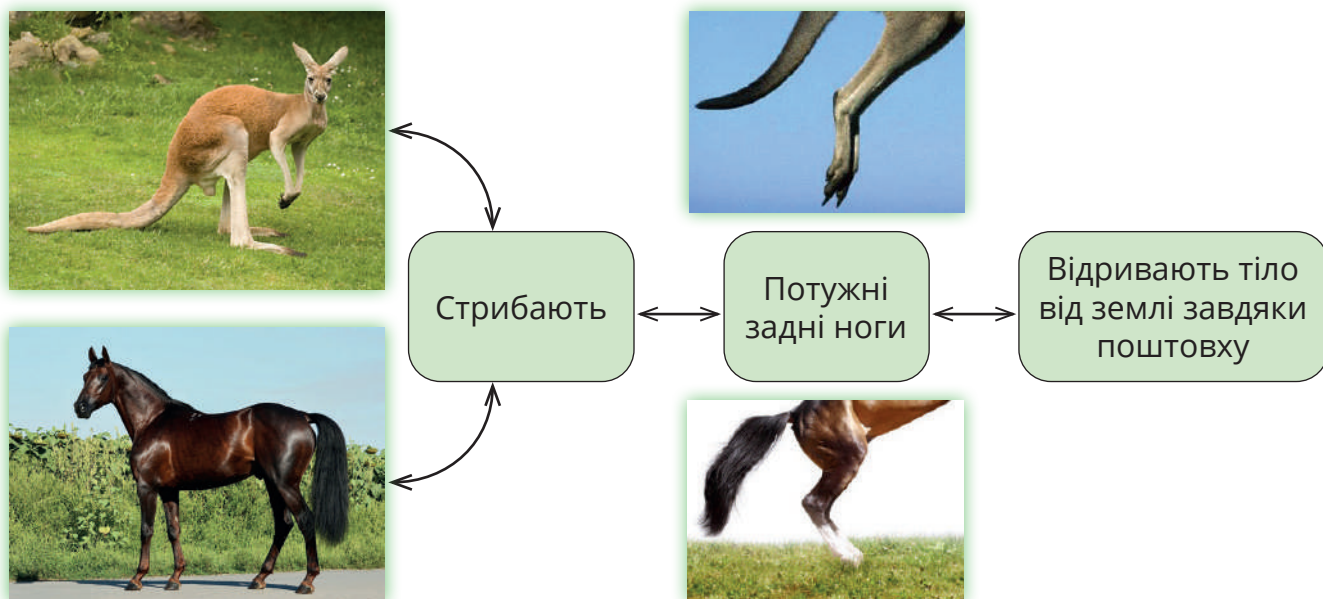 Стрибають
Потужні
задні ноги
Відривають тіло
від землі завдяки
поштовху